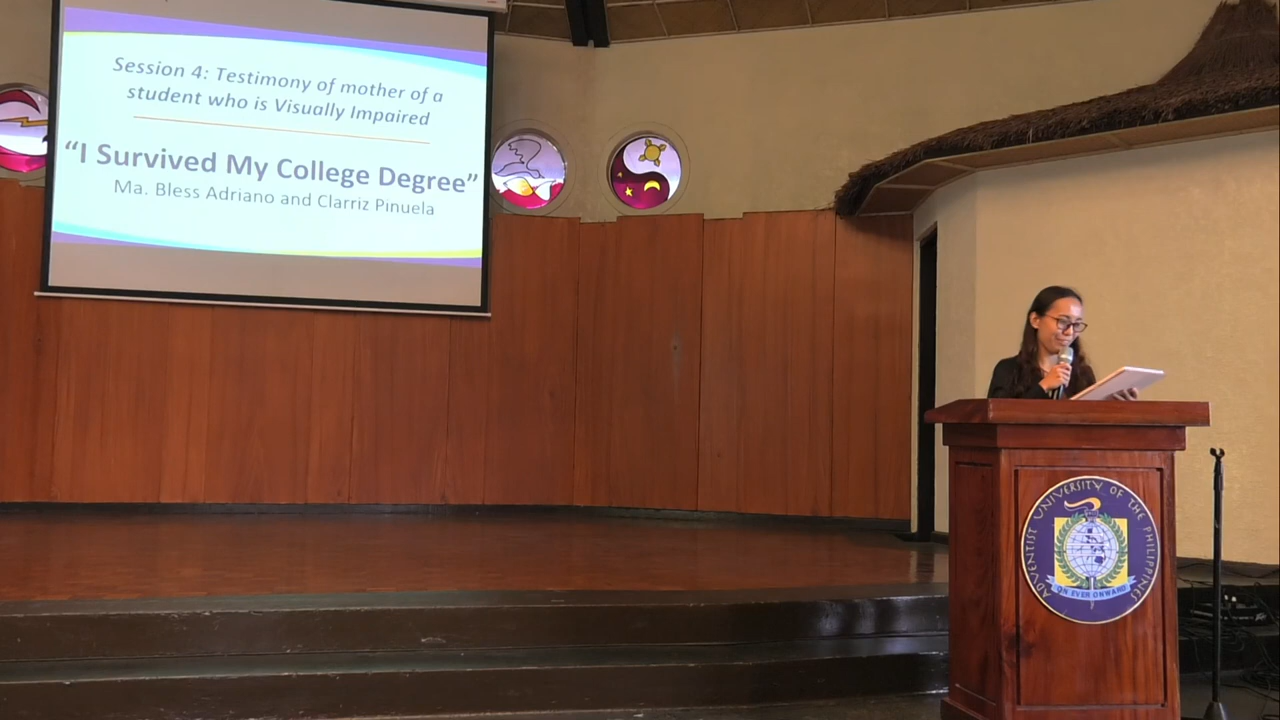 Session 4: Testimony of mother of a
student who is Visually Impaired
“I Survived My College Degree”
Ma. Bless Adriano and Clarriz Pinuela
ADVENTIST UNIVERSITY OF THE PHILIPPINES
ON EVER ONWARD